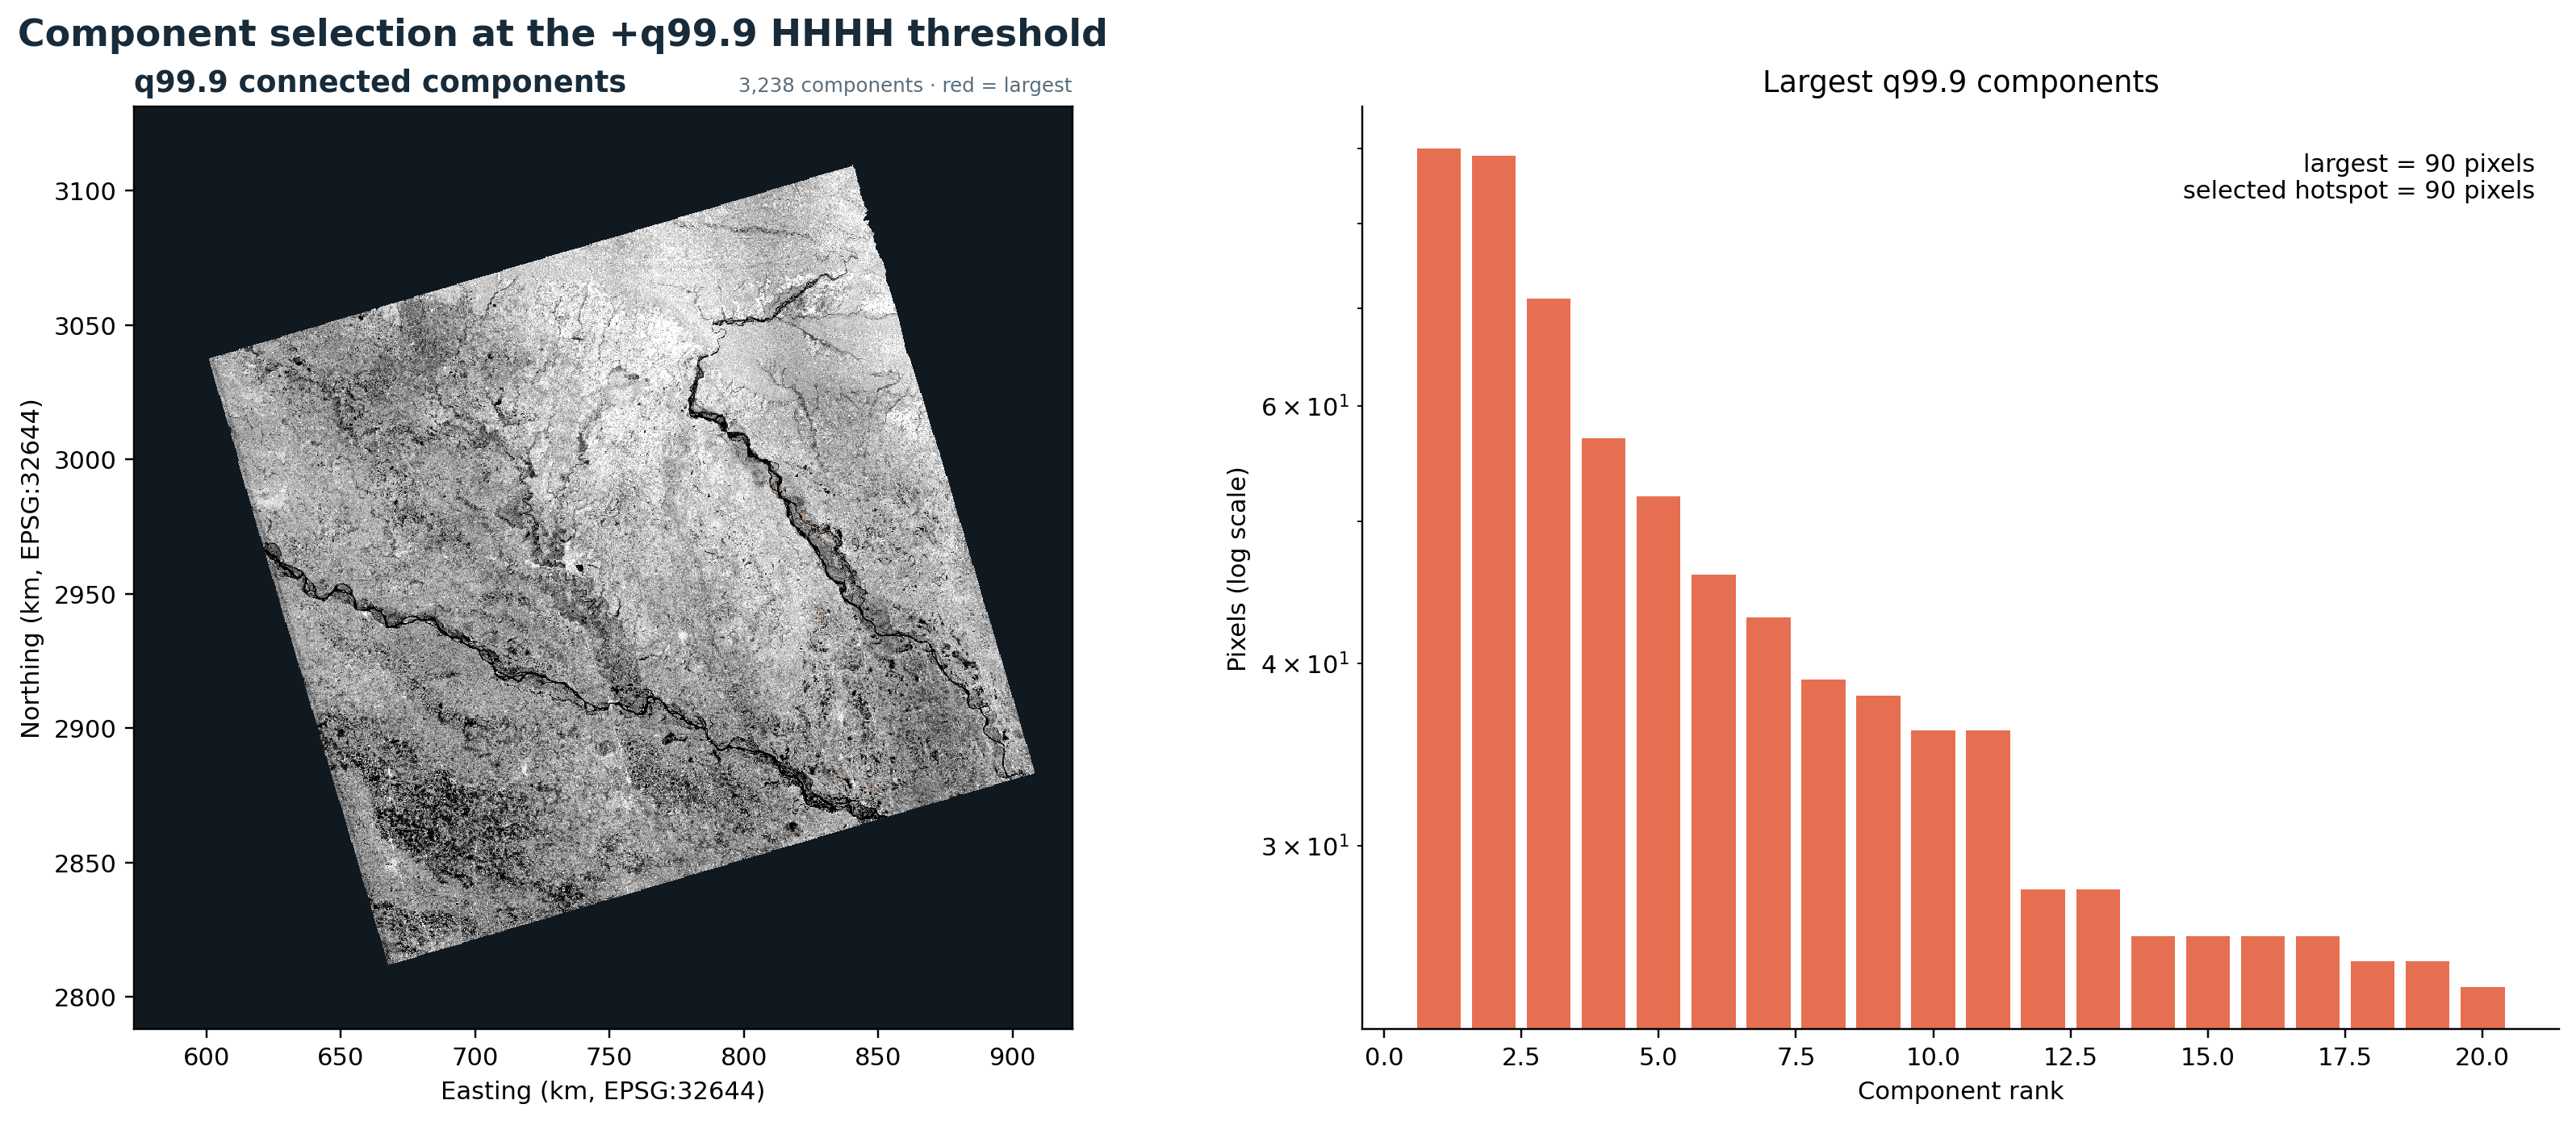 Component selection at the +q99.9 HHHH threshold
q99.9 connected components
3,238 components · red = largest
3100
3050
3000
2950
2900
2850
2800
Northing (km, EPSG:32644)
600 650 700 750 800 850 900
Easting (km, EPSG:32644)
Largest q99.9 components
largest = 90 pixels
selected hotspot = 90 pixels
6 × 10¹
4 × 10¹
3 × 10¹
Pixels (log scale)
0.0 2.5 5.0 7.5 10.0 12.5 15.0 17.5 20.0
Component rank